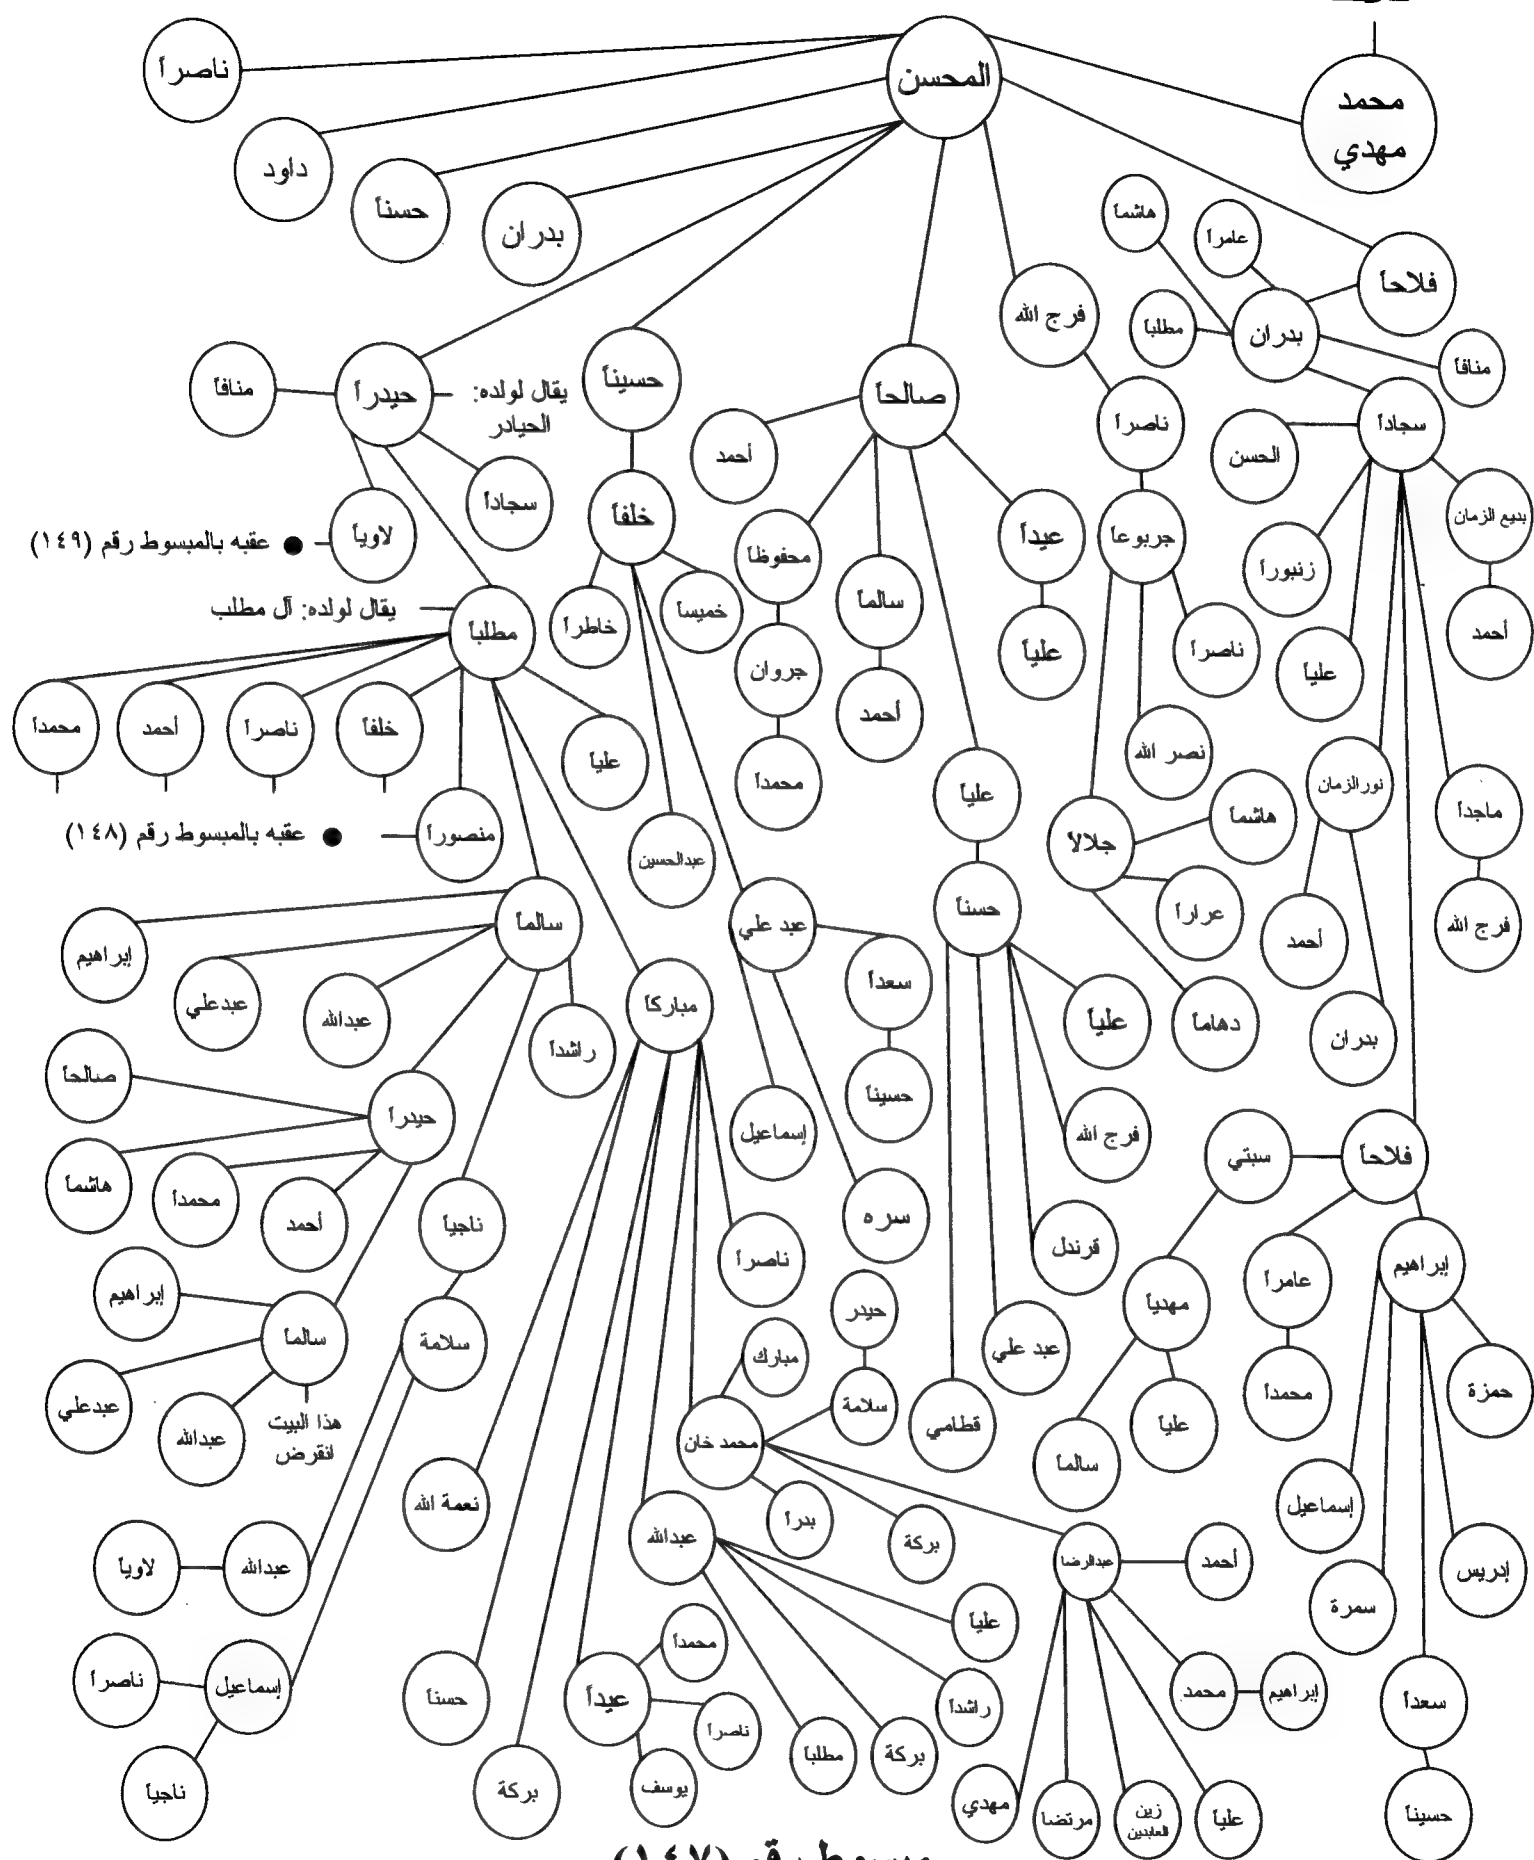 محمد
مهدي
المحسن
ناصراً
داود
حسناً
بدران
هاشماً
عامراً
فلاحاً
فرج الله
مطلباً
بدران
منافاً
منافاً
حيدراً
يقال لولده:
الحيادر
حسيناً
صالحاً
ناصراً
سجاداً
الحسن
أحمد
سجاداً
خلفاً
لاوياً
● عقبه بالمبسوط رقم (١٤٩)
عيداً
جربوعاً
بديع الزمان
محفوظاً
زنبوراً
سالماً
خميساً
خاطراً
يقال لولده: آل مطلب
مطلباً
علياً
ناصراً
أحمد
علياً
جروان
أحمد
محمداً
أحمد
ناصراً
خلفاً
علياً
نصر الله
محمداً
علياً
نور الزمان
ماجداً
هاشماً
منصوراً
● عقبه بالمبسوط رقم (١٤٨)
عبدالحسين
جلالاً
حسناً
عراراً
أحمد
فرج الله
سالماً
عبد علي
إبراهيم
عبدعلي
عبدالله
راشداً
مباركاً
سعداً
علياً
دهاماً
بدران
صالحاً
حيدراً
حسيناً
إسماعيل
فرج الله
سبتي
فلاحاً
هاشماً
محمداً
أحمد
ناجياً
سره
قرندل
ناصراً
إبراهيم
عامراً
مهدياً
حيدر
إبراهيم
سالماً
سلامة
عبد علي
مبارك
سلامة
محمداً
حمزة
عبدعلي
عبدالله
هذا البيت
انقرض
محمد خان
قطامي
علياً
سالماً
نعمة الله
بدراً
بركة
إسماعيل
عبدالله
عبدالرضا
أحمد
إدريس
سمرة
لاوياً
عبدالله
علياً
محمداً
ناصراً
إسماعيل
حسناً
عيداً
ناصراً
راشداً
محمد
إبراهيم
سعداً
ناجياً
بركة
يوسف
مطلباً
بركة
مهدي
مرتضا
زين
العابدين
علياً
حسيناً
مبسوط رقم (١٤٧)